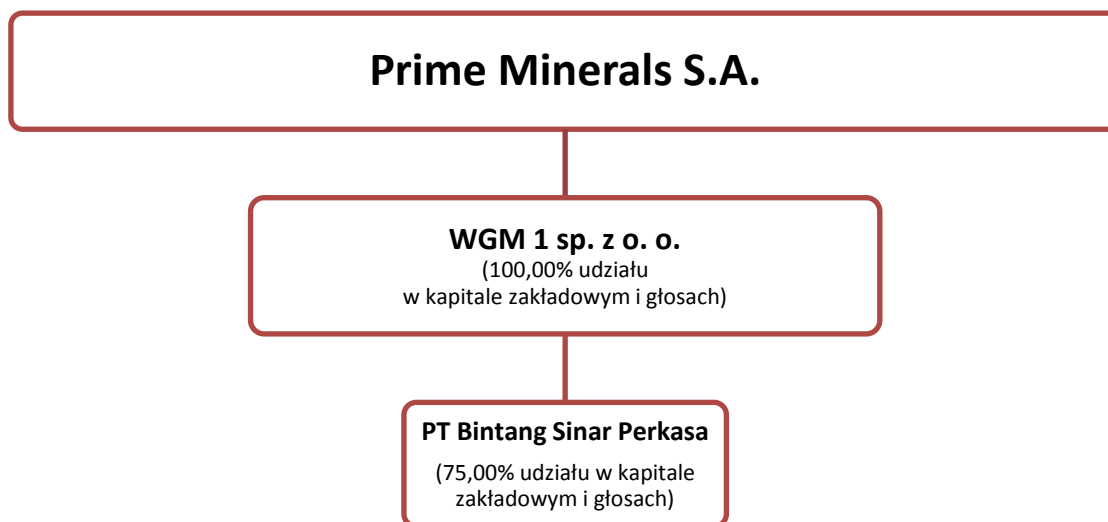 Prime Minerals S.A.
WGM 1 sp. z o. o.
(100,00% udziału
w kapitale zakładowym i głosach)
PT Bintang Sinar Perkasa
(75,00% udziału w kapitale
zakładowym i głosach)